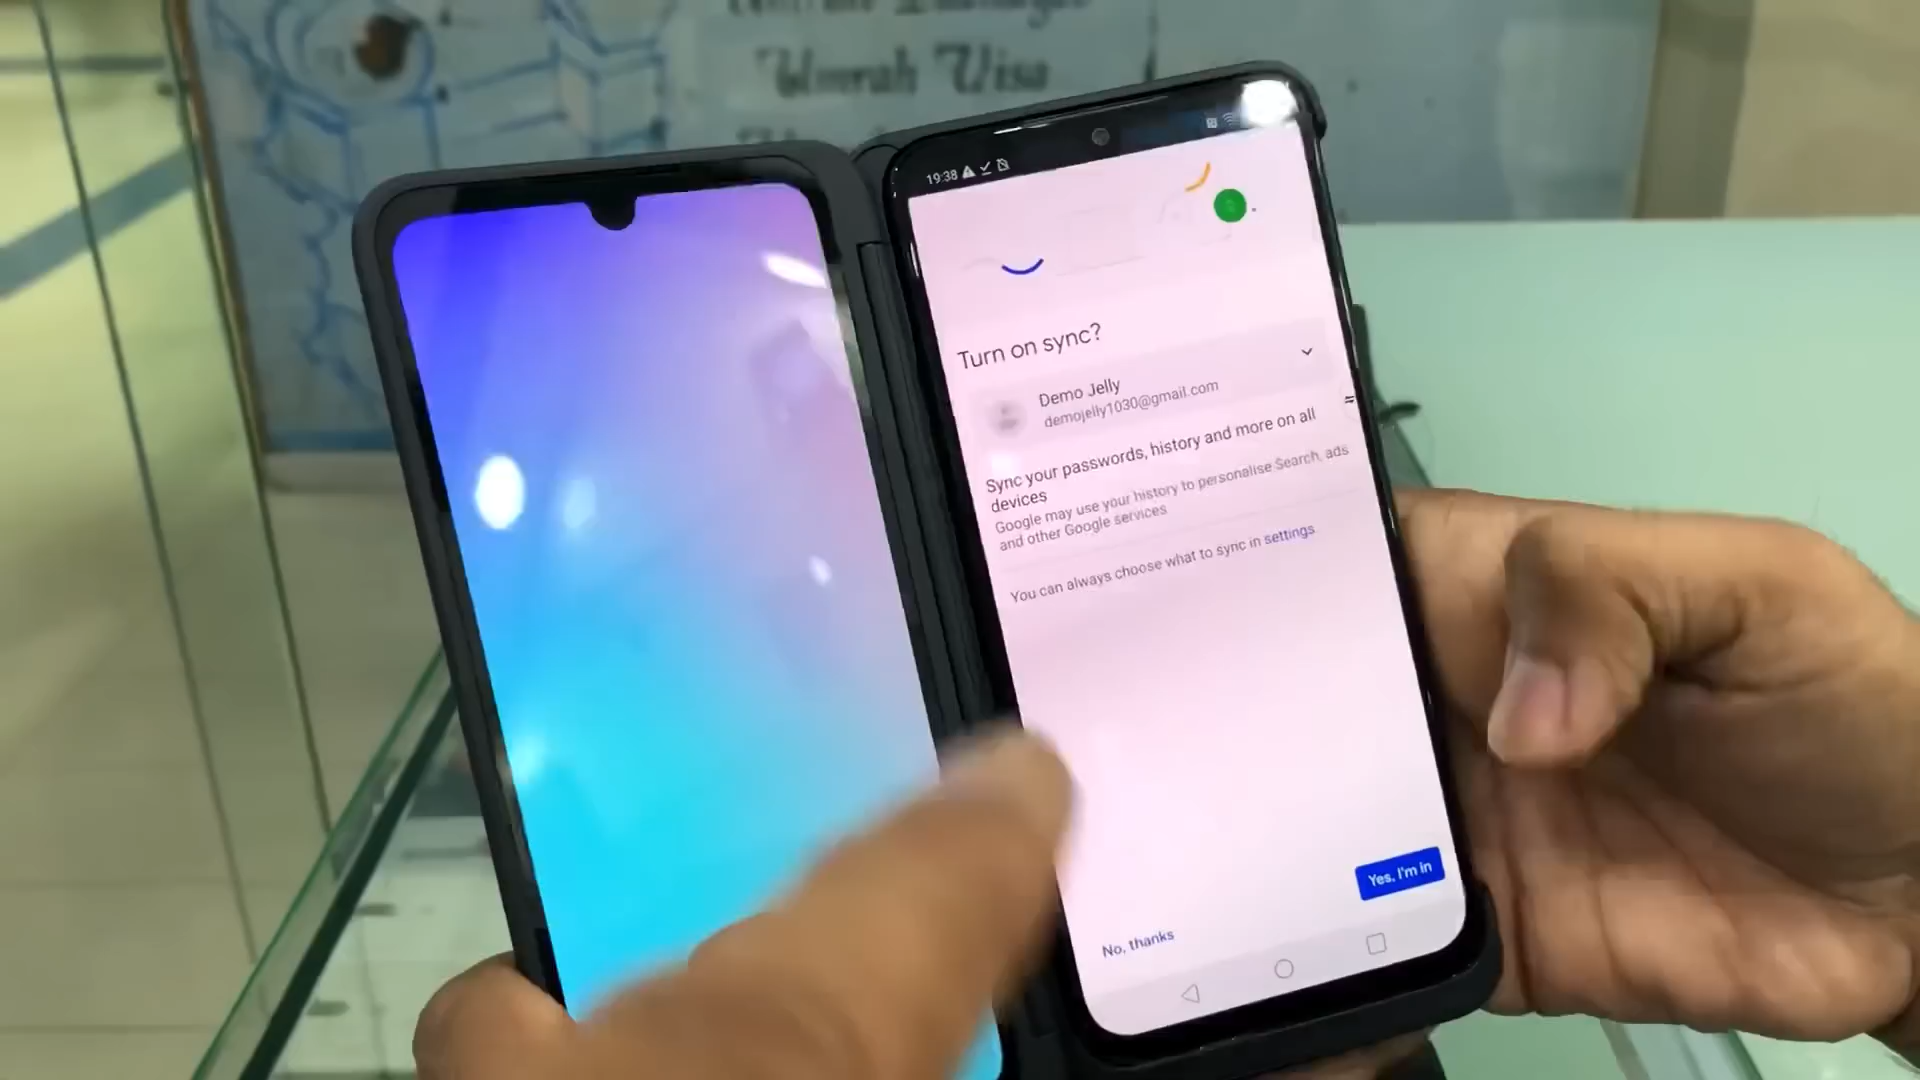 Umrah Visa
19:38
Turn on sync?
Demo Jelly
demojelly1030@gmail.com
Sync your passwords, history and more on all
devices
Google may use your history to personalise Search, ads
and other Google services
You can always choose what to sync in settings
Yes, I'm in
No, thanks